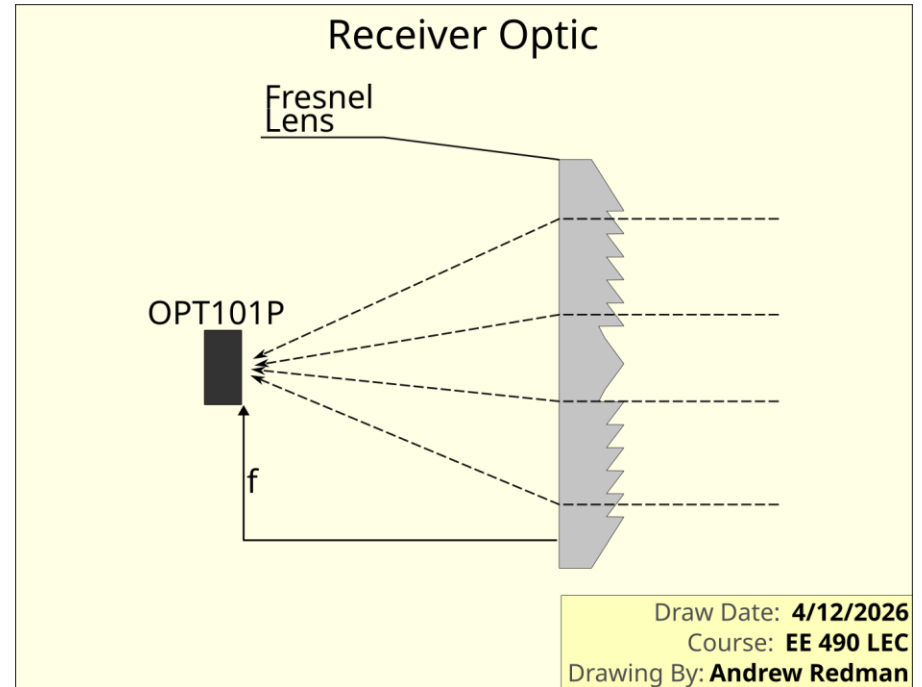 Receiver Optic
Fresnel
Lens
OPT101P
f
Draw Date: 4/12/2026
Course: EE 490 LEC
Drawing By: Andrew Redman